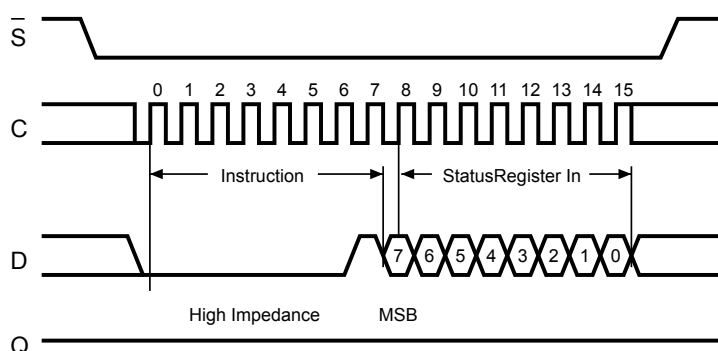 S
0 1 2 3 4 5 6 7 8 9 10 11 12 13 14 15
C
Instruction StatusRegister In
D 7 6 5 4 3 2 1 0
High Impedance MSB
Q